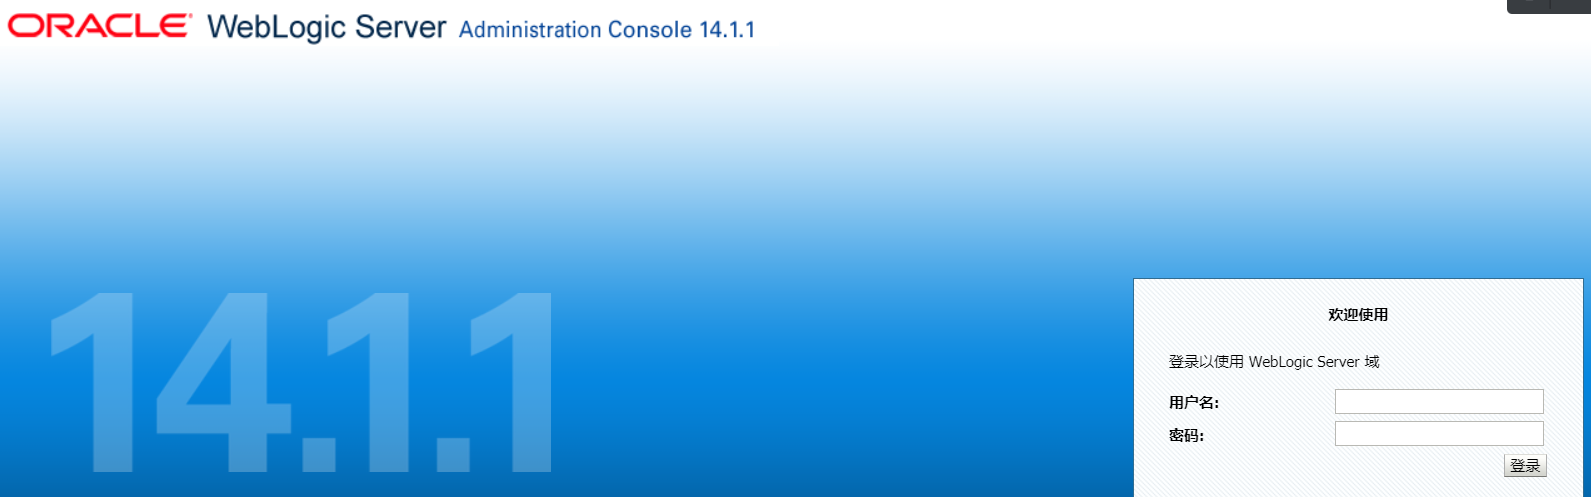 ORACLE® WebLogic Server Administration Console 14.1.1
14.1.1
欢迎使用
登录以使用 WebLogic Server 域
用户名:
密码:
登录